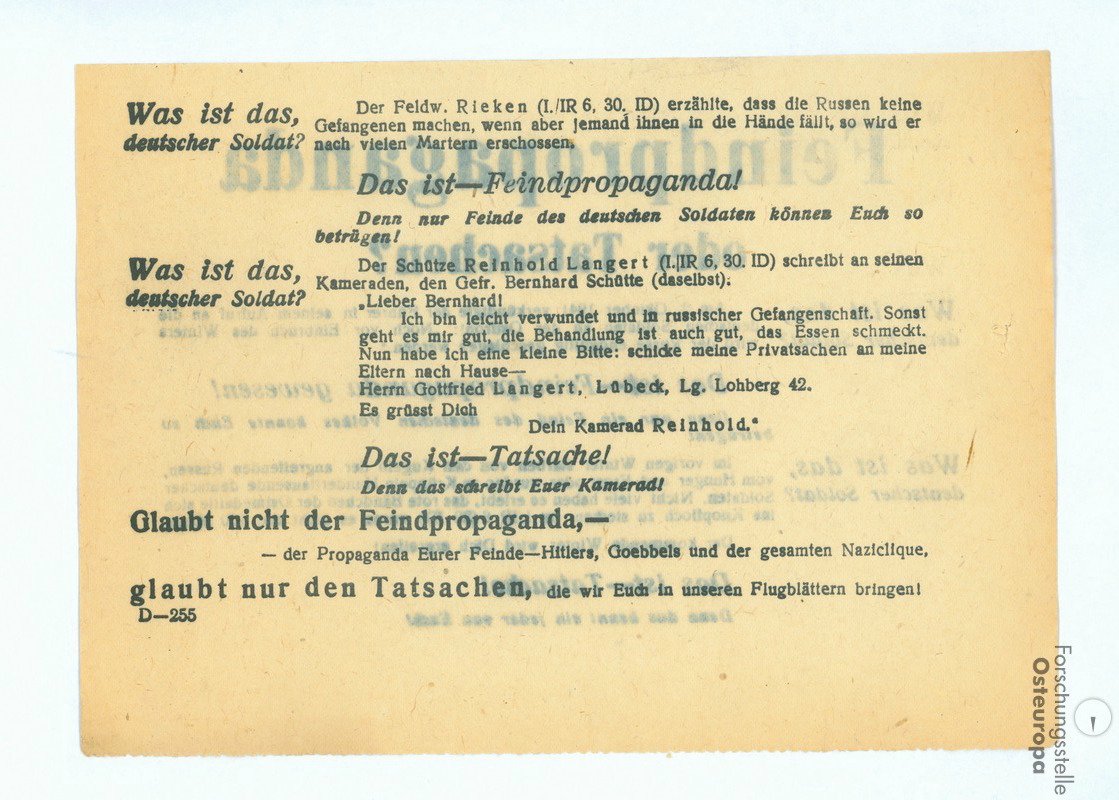 Was ist das,
deutscher Soldat?
Der Feldw. Rieken (I./IR 6, 30. ID) erzählte, dass die Russen keine
Gefangenen machen, wenn aber jemand ihnen in die Hände fällt, so wird er
nach vielen Martern erschossen.
Das ist—Feindpropaganda!
Denn nur Feinde des deutschen Soldaten können Euch so
betrügen!
Was ist das,
deutscher Soldat?
Der Schütze Reinhold Langert (I./IR 6, 30. ID) schreibt an seinen
Kameraden, den Gefr. Bernhard Schütte (daselbst):
„Lieber Bernhard!
Ich bin leicht verwundet und in russischer Gefangenschaft. Sonst
geht es mir gut, die Behandlung ist auch gut, das Essen schmeckt.
Nun habe ich eine kleine Bitte: schicke meine Privatsachen an meine
Eltern nach Hause—
Herrn Gottfried Langert, Lubeck, Lg. Lohberg 42.
Es grüsst Dich
Dein Kamerad Reinhold.“
Das ist—Tatsache!
Denn das schreibt Euer Kamerad!
Glaubt nicht der Feindpropaganda,—
— der Propaganda Eurer Feinde—Hitlers, Goebbels und der gesamten Naziclique,
glaubt nur den Tatsachen, die wir Euch in unseren Flugblättern bringen!
D—255
Forschungsstelle
Osteuropa